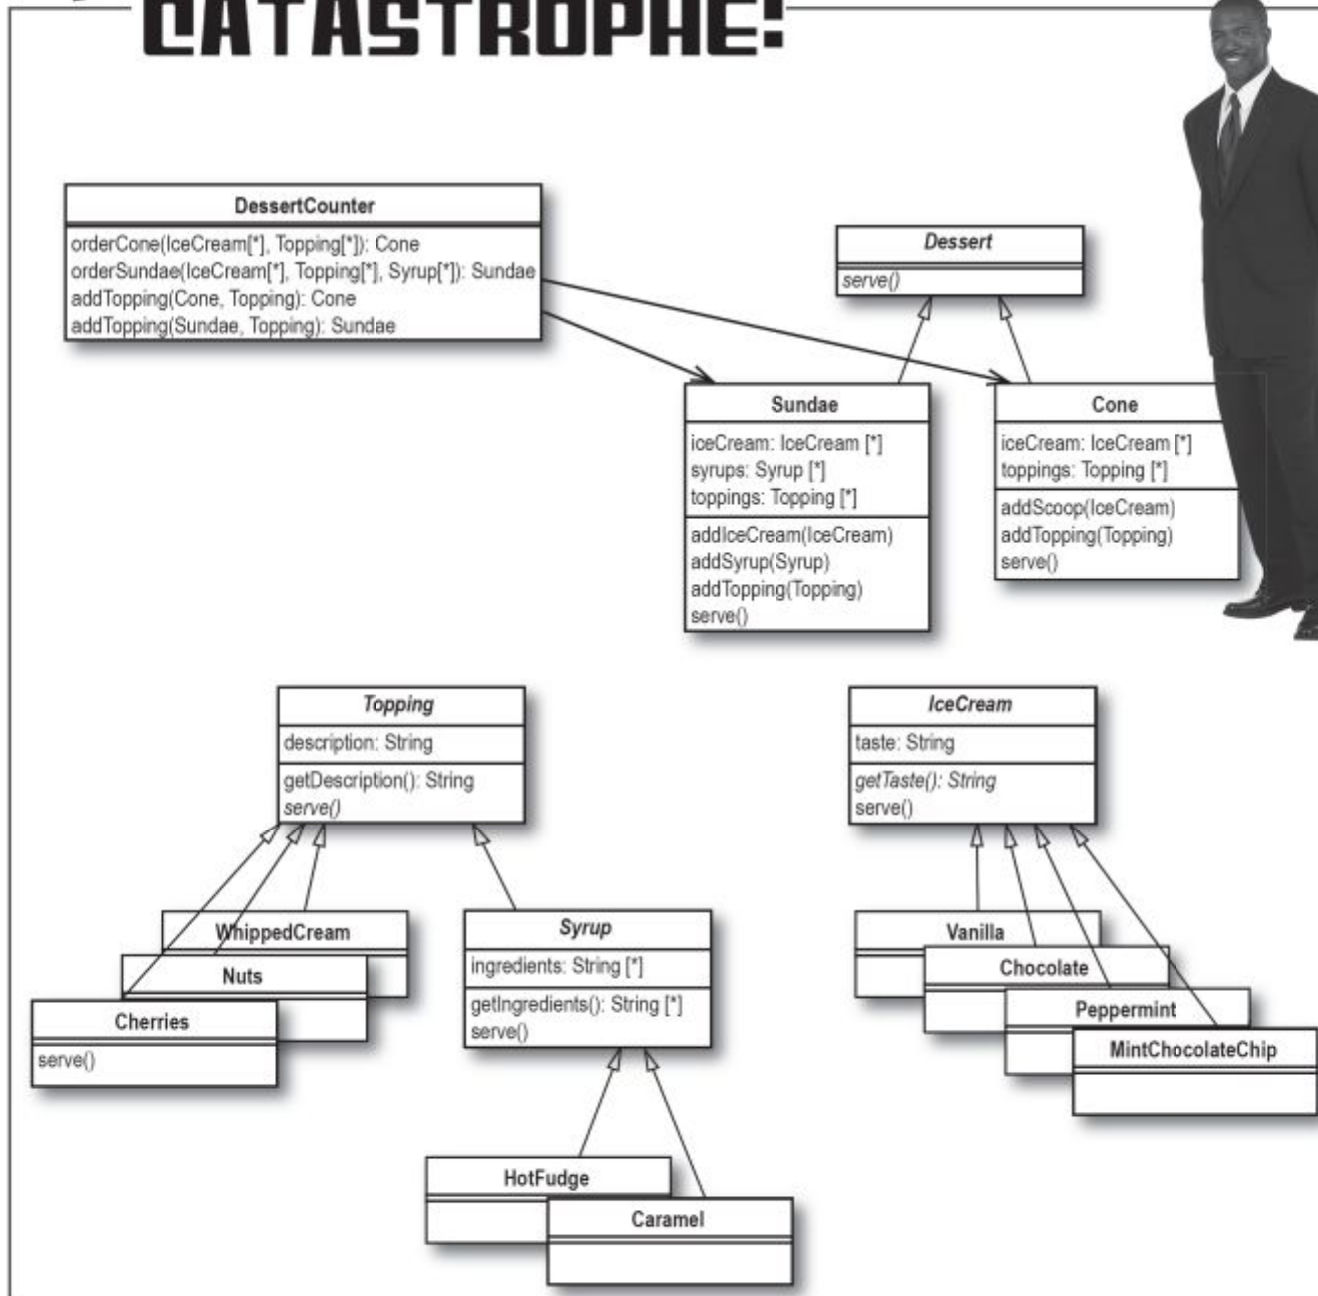 CATASTROPHE!
DessertCounter
orderCone(IceCream[*], Topping[*]): Cone
orderSundae(IceCream[*], Topping[*], Syrup[*]): Sundae
addTopping(Cone, Topping): Cone
addTopping(Sundae, Topping): Sundae
Dessert
serve()
Sundae
iceCream: IceCream [*]
syrups: Syrup [*]
toppings: Topping [*]
addIceCream(IceCream)
addSyrup(Syrup)
addTopping(Topping)
serve()
Cone
iceCream: IceCream [*]
toppings: Topping [*]
addScoop(IceCream)
addTopping(Topping)
serve()
Topping
description: String
getDescription(): String
serve()
IceCream
taste: String
getTaste(): String
serve()
WhippedCream
Nuts
Cherries
serve()
Syrup
ingredients: String [*]
getIngredients(): String [*]
serve()
Vanilla
Chocolate
Peppermint
MintChocolateChip
HotFudge
Caramel